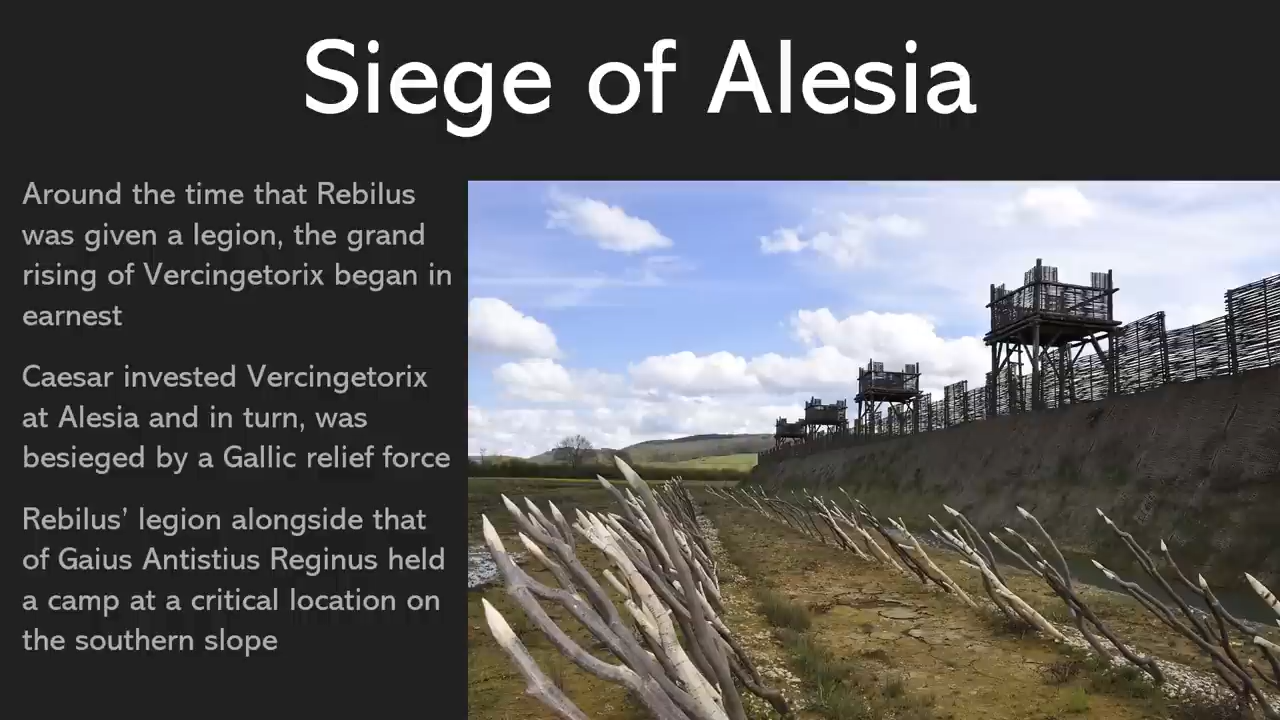 Siege of Alesia
Around the time that Rebilus
was given a legion, the grand
rising of Vercingetorix began in
earnest
Caesar invested Vercingetorix
at Alesia and in turn, was
besieged by a Gallic relief force
Rebilus’ legion alongside that
of Gaius Antistius Reginus held
a camp at a critical location on
the southern slope